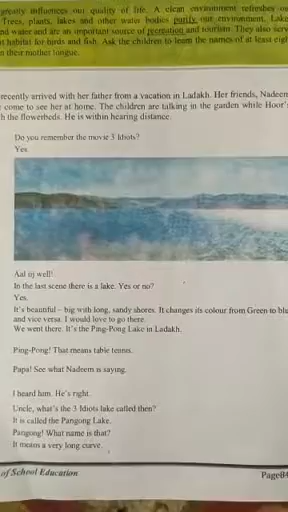 greatly influences our quality of life. A clean environment refreshes ou
Trees, plants, lakes and other water bodies purify our environment. Lake
nd water and are an important source of recreation and tourism. They also serv
nt habitat for birds and fish. Ask the children to learn the names of at least eigh
n their mother tongue.
recently arrived with her father from a vacation in Ladakh. Her friends, Nadeem
come to see her at home. The children are talking in the garden while Hoor's
h the flowerbeds. He is within hearing distance.
Do you remember the movie 3 Idiots?
Yes.
Aal izj well!
In the last scene there is a lake. Yes or no?
Yes.
It's beautiful – big with long, sandy shores. It changes its colour from Green to blu
and vice versa. I would love to go there.
We went there. It's the Ping-Pong Lake in Ladakh.
Ping-Pong! That means table tennis.
Papa! See what Nadeem is saying.
I heard him. He's right.
Uncle, what's the 3 Idiots lake called then?
It is called the Pangong Lake.
Pangong! What name is that?
It means a very long curve.
of School Education
Page84